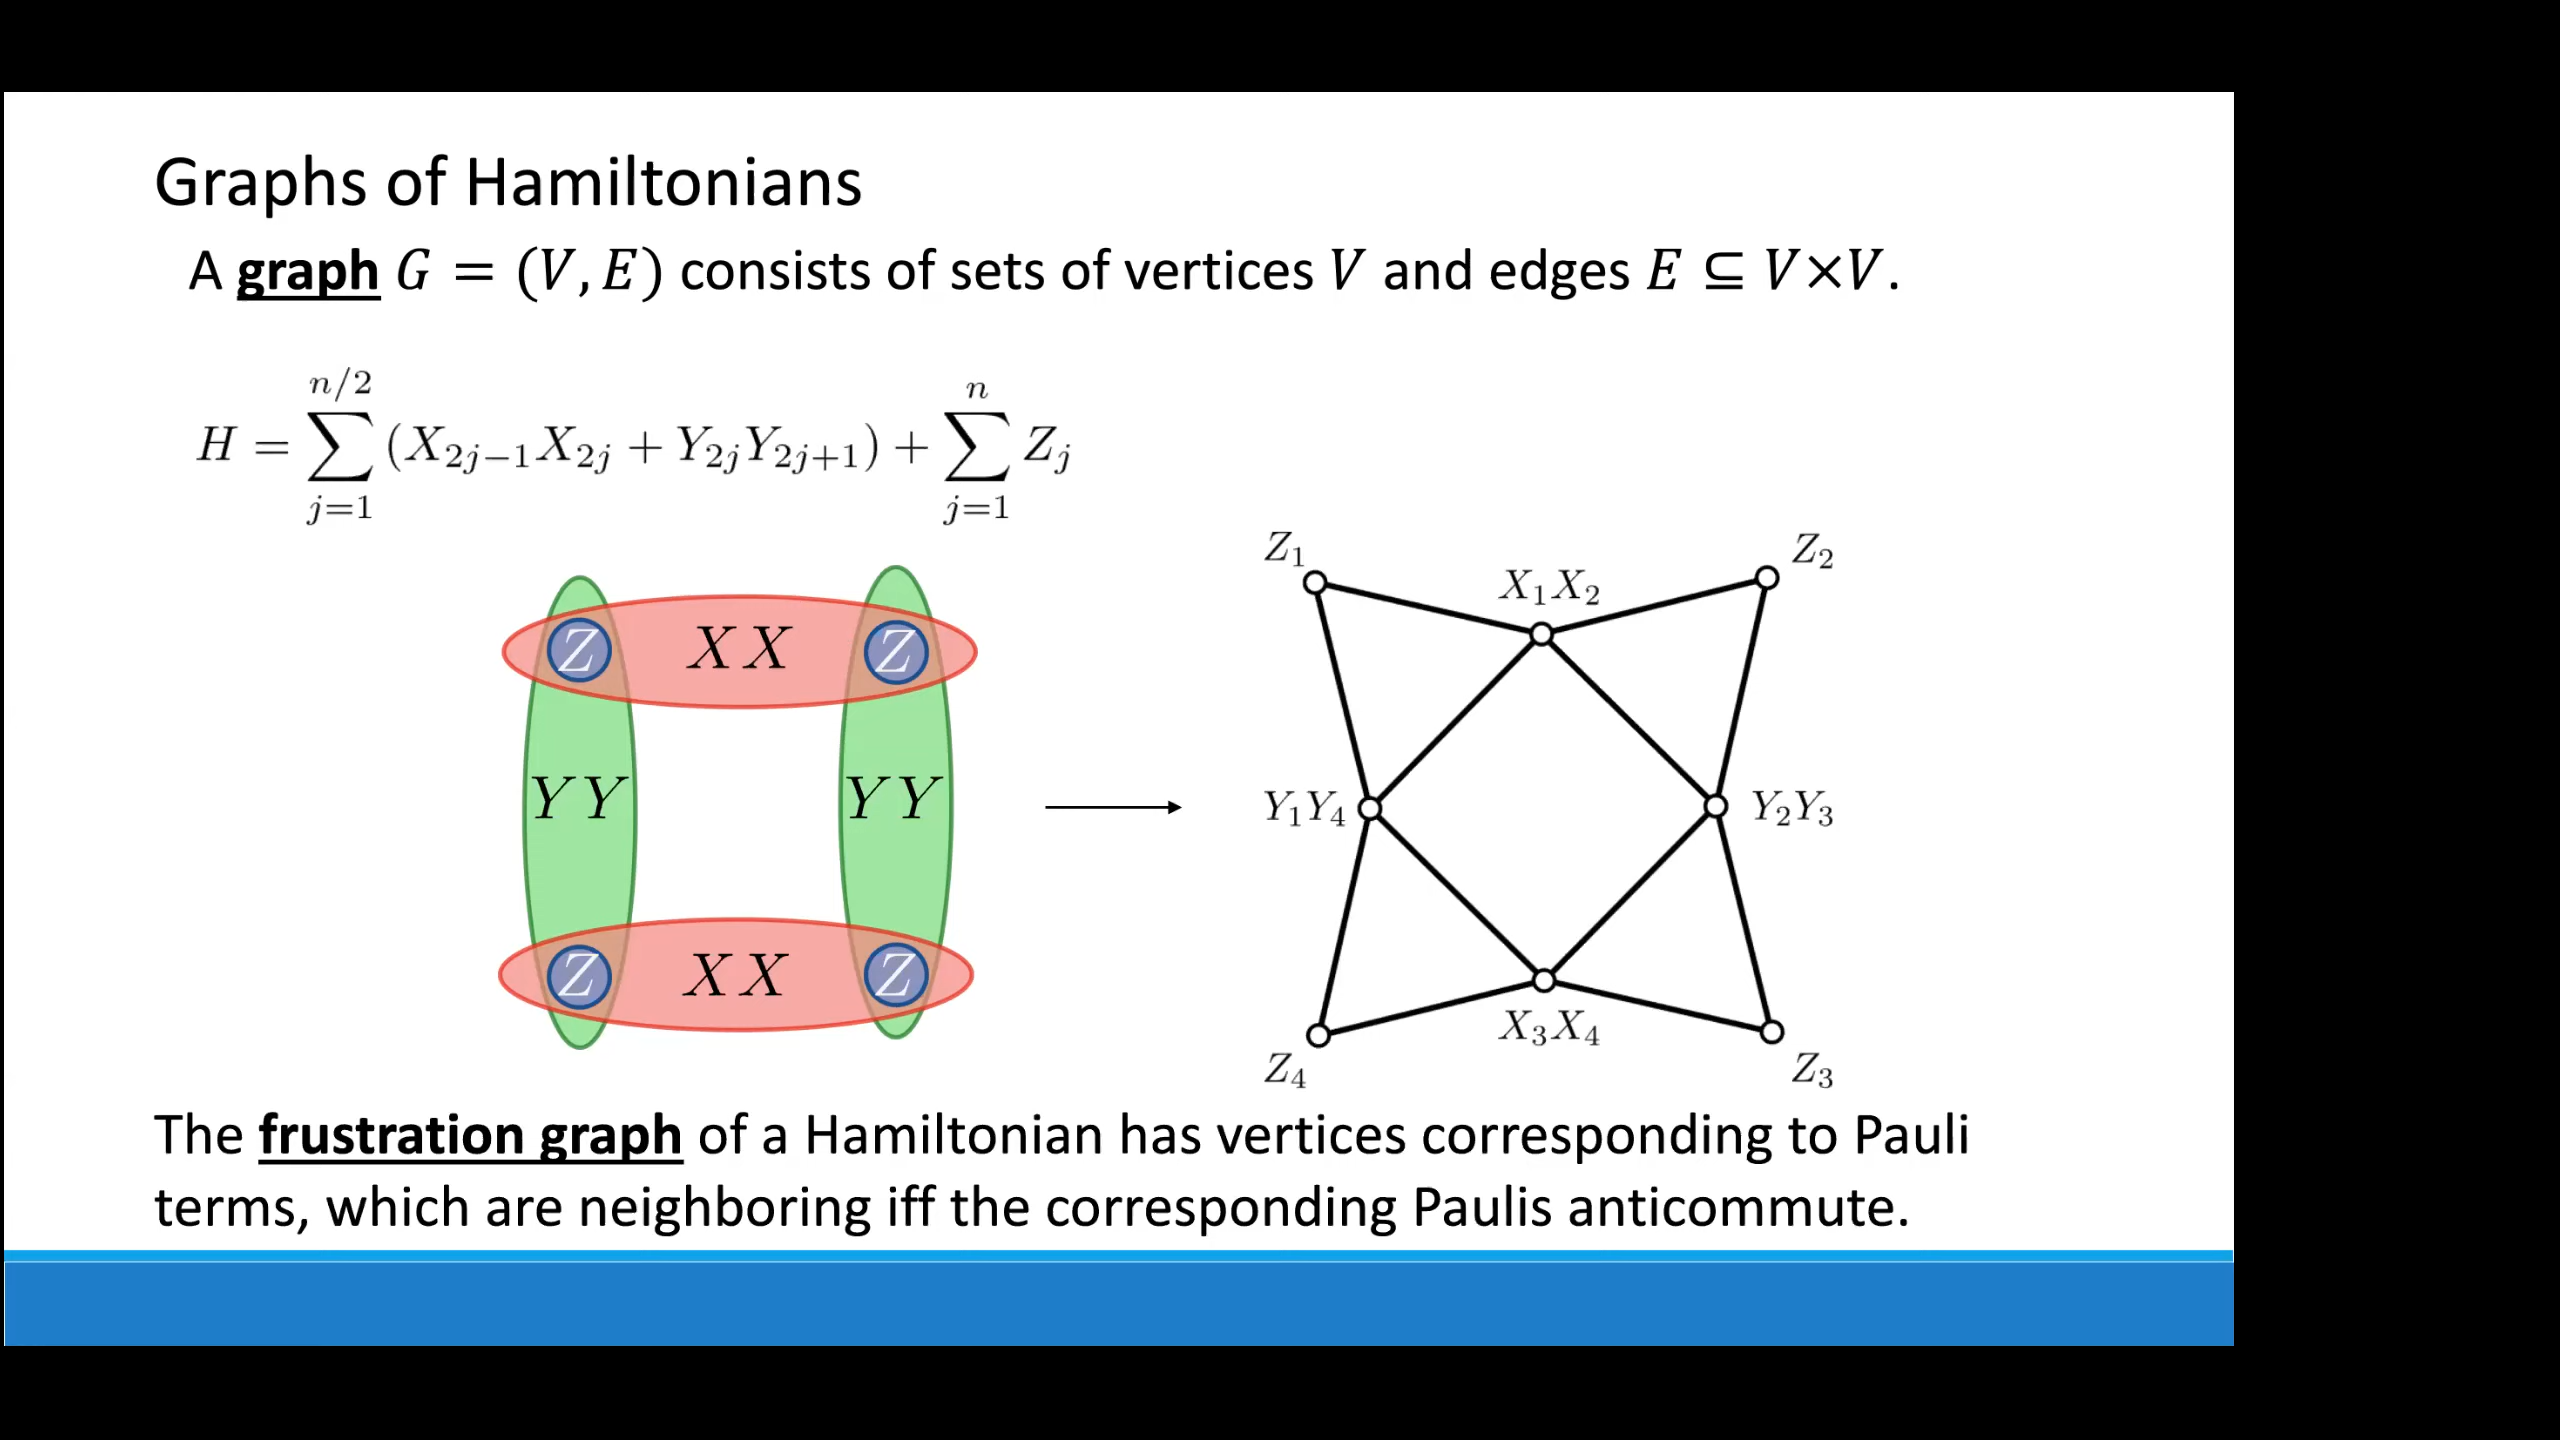 Graphs of Hamiltonians
A graph G = (V, E) consists of sets of vertices V and edges E ⊆ V×V.
H = \sum_{j=1}^{n/2} (X_{2j-1}X_{2j} + Y_{2j}Y_{2j+1}) + \sum_{j=1}^{n} Z_j
Z XX Z
YY YY
Z XX Z
Z_1 X_1X_2 Z_2
Y_1Y_4 Y_2Y_3
Z_4 X_3X_4 Z_3
The frustration graph of a Hamiltonian has vertices corresponding to Pauli
terms, which are neighboring iff the corresponding Paulis anticommute.